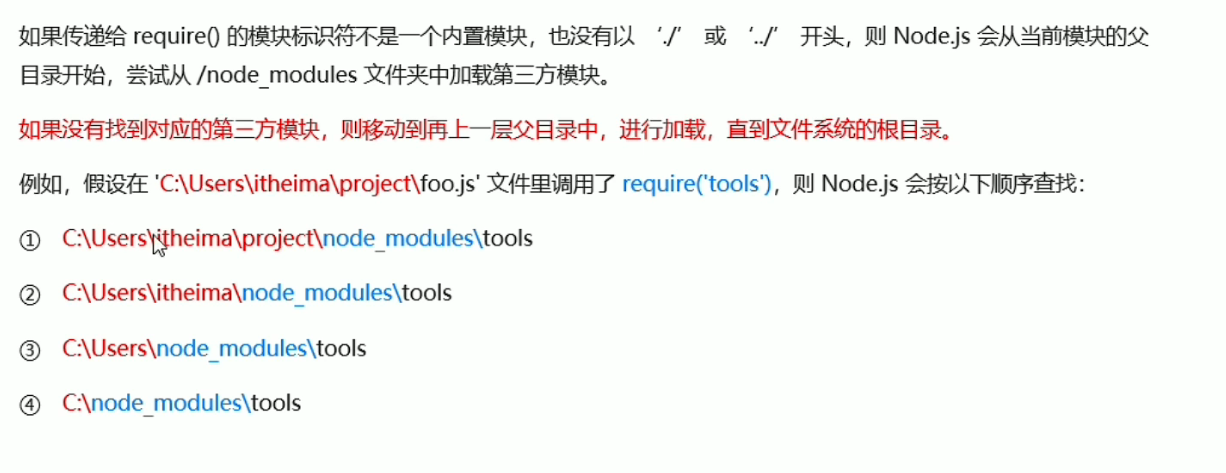 如果传递给 require() 的模块标识符不是一个内置模块，也没有以 ‘./’ 或 ‘../’ 开头，则 Node.js 会从当前模块的父
目录开始，尝试从 /node_modules 文件夹中加载第三方模块。
如果没有找到对应的第三方模块，则移动到再上一层父目录中，进行加载，直到文件系统的根目录。
例如，假设在 'C:\Users\itheima\project\foo.js' 文件里调用了 require('tools')，则 Node.js 会按以下顺序查找：
① C:\Users\itheima\project\node_modules\tools
② C:\Users\itheima\node_modules\tools
③ C:\Users\node_modules\tools
④ C:\node_modules\tools